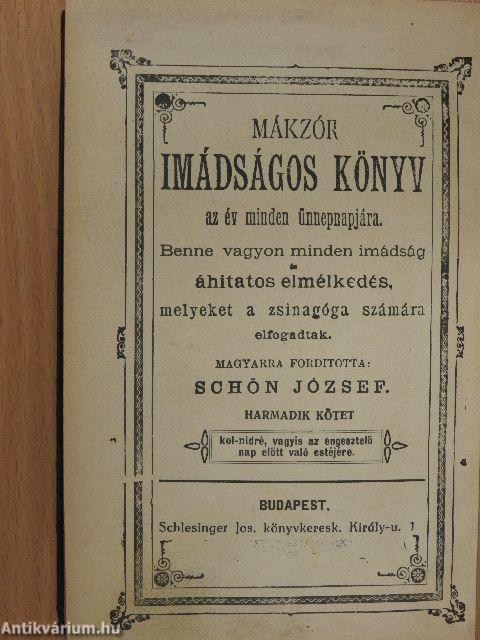 MÁKZÓR
IMÁDSÁGOS KÖNYV
az év minden ünnepnapjára.
Benne vagyon minden imádság
és
áhitatos elmélkedés,
melyeket a zsinagóga számára
elfogadtak.
MAGYARRA FORDITOTTA:
SCHÖN JÓZSEF.
HARMADIK KÖTET
kol-nidré, vagyis az engesztelő
nap előtt való estéjére.
BUDAPEST,
Schlesinger Jos. könyvkeresk. Király-u. 1
Antikvárium.hu